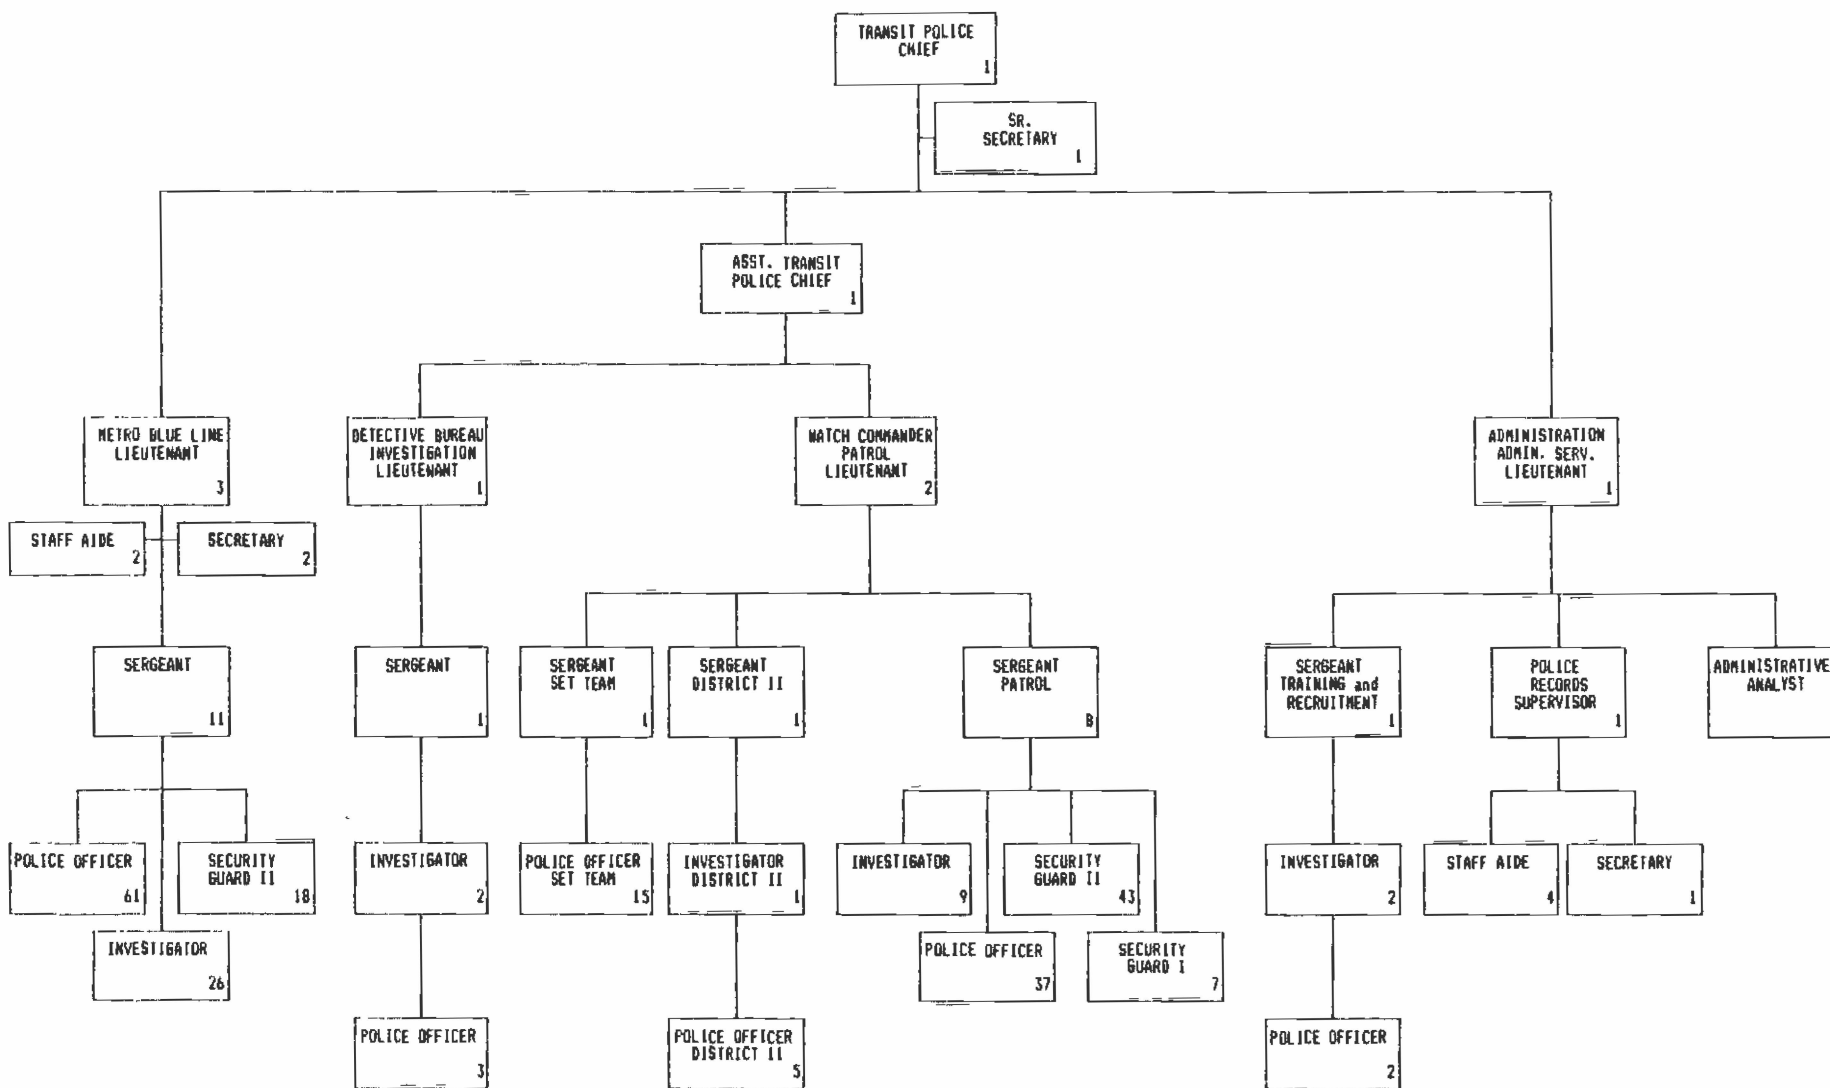 TRANSIT POLICE
CHIEF
1
SR.
SECRETARY
1
ASST. TRANSIT
POLICE CHIEF
1
METRO BLUE LINE
LIEUTENANT
3
DETECTIVE BUREAU
INVESTIGATION
LIEUTENANT
1
WATCH COMMANDER
PATROL
LIEUTENANT
2
ADMINISTRATION
ADMIN. SERV.
LIEUTENANT
1
STAFF AIDE
2
SECRETARY
2
SERGEANT
11
SERGEANT
1
SERGEANT
SET TEAM
1
SERGEANT
DISTRICT II
1
SERGEANT
PATROL
8
SERGEANT
TRAINING and
RECRUITMENT
1
POLICE
RECORDS
SUPERVISOR
1
ADMINISTRATIVE
ANALYST
POLICE OFFICER
61
SECURITY
GUARD II
18
INVESTIGATOR
26
INVESTIGATOR
2
POLICE OFFICER
SET TEAM
15
INVESTIGATOR
DISTRICT II
1
INVESTIGATOR
9
SECURITY
GUARD II
43
POLICE OFFICER
37
SECURITY
GUARD I
7
INVESTIGATOR
2
STAFF AIDE
4
SECRETARY
1
POLICE OFFICER
3
POLICE OFFICER
DISTRICT II
5
POLICE OFFICER
2